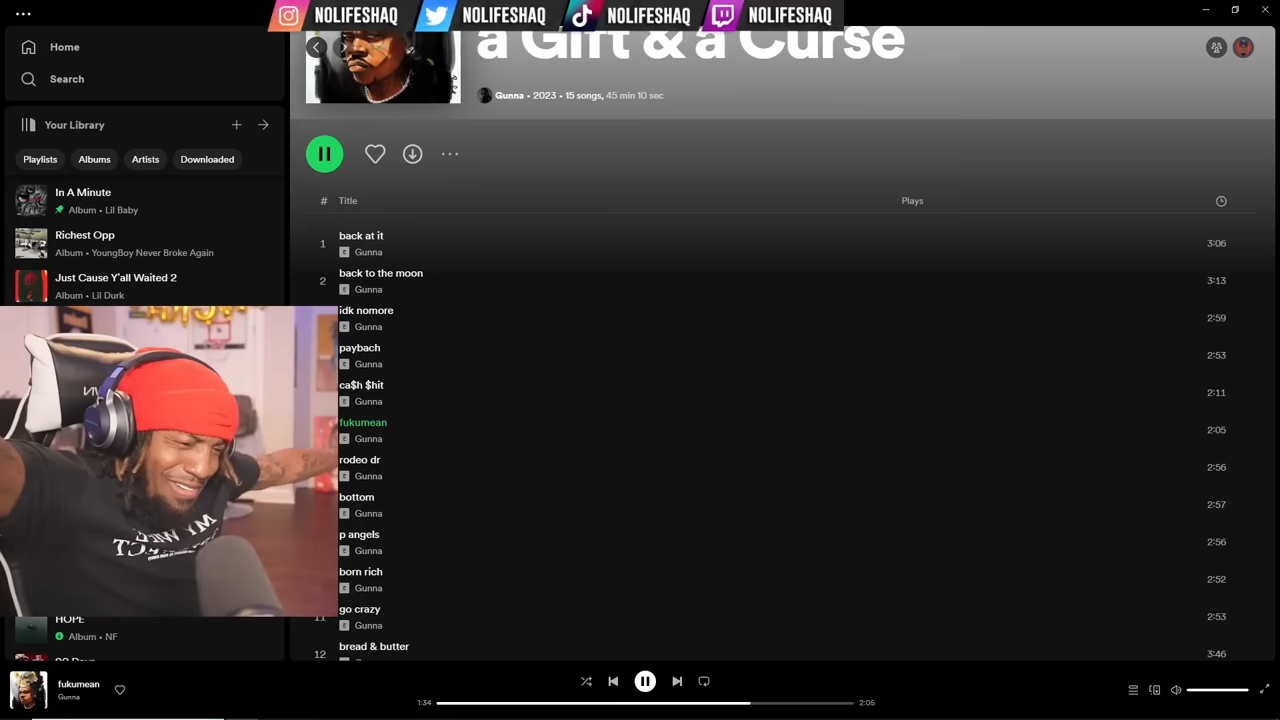 NOLIFESHAQ NOLIFESHAQ NOLIFESHAQ NOLIFESHAQ
Home
Search
Your Library
Playlists Albums Artists Downloaded
In A Minute
Album • Lil Baby
Richest Opp
Album • YoungBoy Never Broke Again
Just Cause Y'all Waited 2
Album • Lil Durk
HOPE
Album • NF
a Gift & a Curse
Gunna • 2023 • 15 songs, 45 min 10 sec
# Title Plays
1 back at it 3:06
E Gunna
2 back to the moon 3:13
E Gunna
idk nomore 2:59
E Gunna
paybach 2:53
E Gunna
ca$h $hit 2:11
E Gunna
fukumean 2:05
E Gunna
rodeo dr 2:56
E Gunna
bottom 2:57
E Gunna
p angels 2:56
E Gunna
born rich 2:52
E Gunna
11 go crazy 2:53
E Gunna
12 bread & butter 3:46
fukumean
Gunna
1:34 2:05